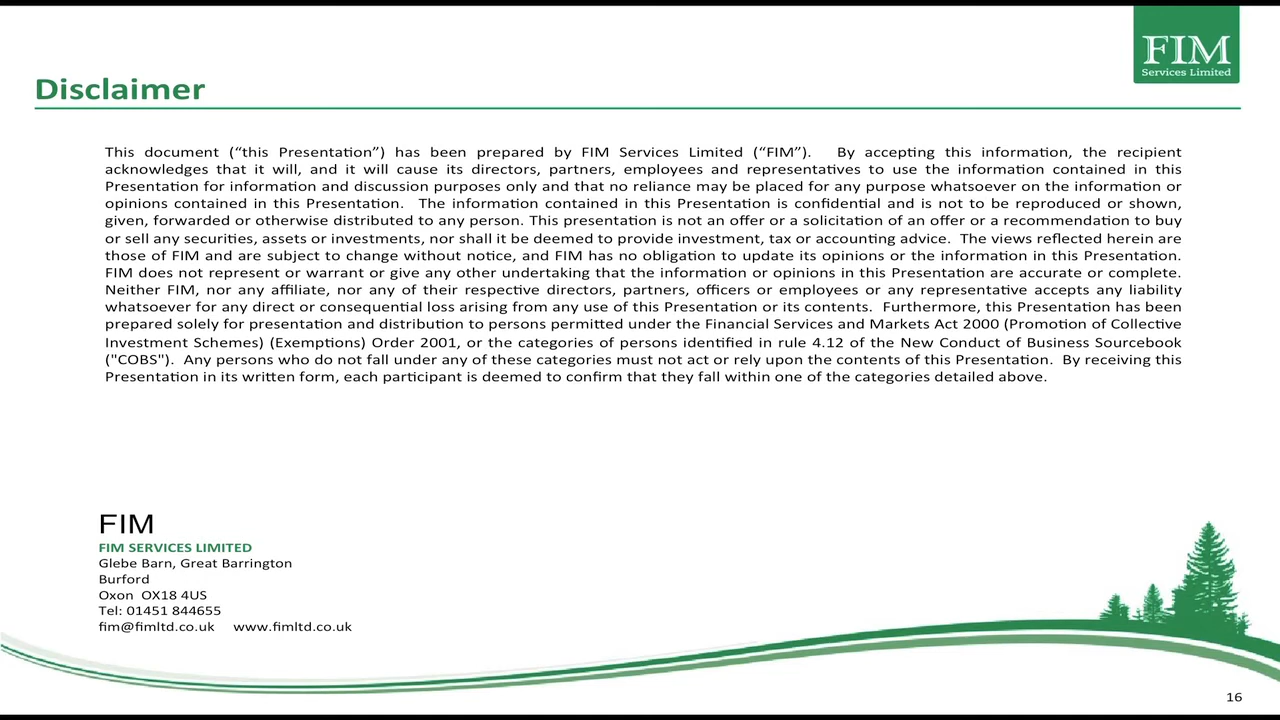 FIM
Services Limited
Disclaimer
This document (“this Presentation”) has been prepared by FIM Services Limited (“FIM”).   By accepting this information, the recipient
acknowledges that it will, and it will cause its directors, partners, employees and representatives to use the information contained in this
Presentation for information and discussion purposes only and that no reliance may be placed for any purpose whatsoever on the information or
opinions contained in this Presentation.  The information contained in this Presentation is confidential and is not to be reproduced or shown,
given, forwarded or otherwise distributed to any person. This presentation is not an offer or a solicitation of an offer or a recommendation to buy
or sell any securities, assets or investments, nor shall it be deemed to provide investment, tax or accounting advice.  The views reflected herein are
those of FIM and are subject to change without notice, and FIM has no obligation to update its opinions or the information in this Presentation.
FIM does not represent or warrant or give any other undertaking that the information or opinions in this Presentation are accurate or complete.
Neither FIM, nor any affiliate, nor any of their respective directors, partners, officers or employees or any representative accepts any liability
whatsoever for any direct or consequential loss arising from any use of this Presentation or its contents.  Furthermore, this Presentation has been
prepared solely for presentation and distribution to persons permitted under the Financial Services and Markets Act 2000 (Promotion of Collective
Investment Schemes) (Exemptions) Order 2001, or the categories of persons identified in rule 4.12 of the New Conduct of Business Sourcebook
("COBS").  Any persons who do not fall under any of these categories must not act or rely upon the contents of this Presentation.  By receiving this
Presentation in its written form, each participant is deemed to confirm that they fall within one of the categories detailed above.
FIM
FIM SERVICES LIMITED
Glebe Barn, Great Barrington
Burford
Oxon  OX18 4US
Tel: 01451 844655
fim@fimltd.co.uk     www.fimltd.co.uk
16